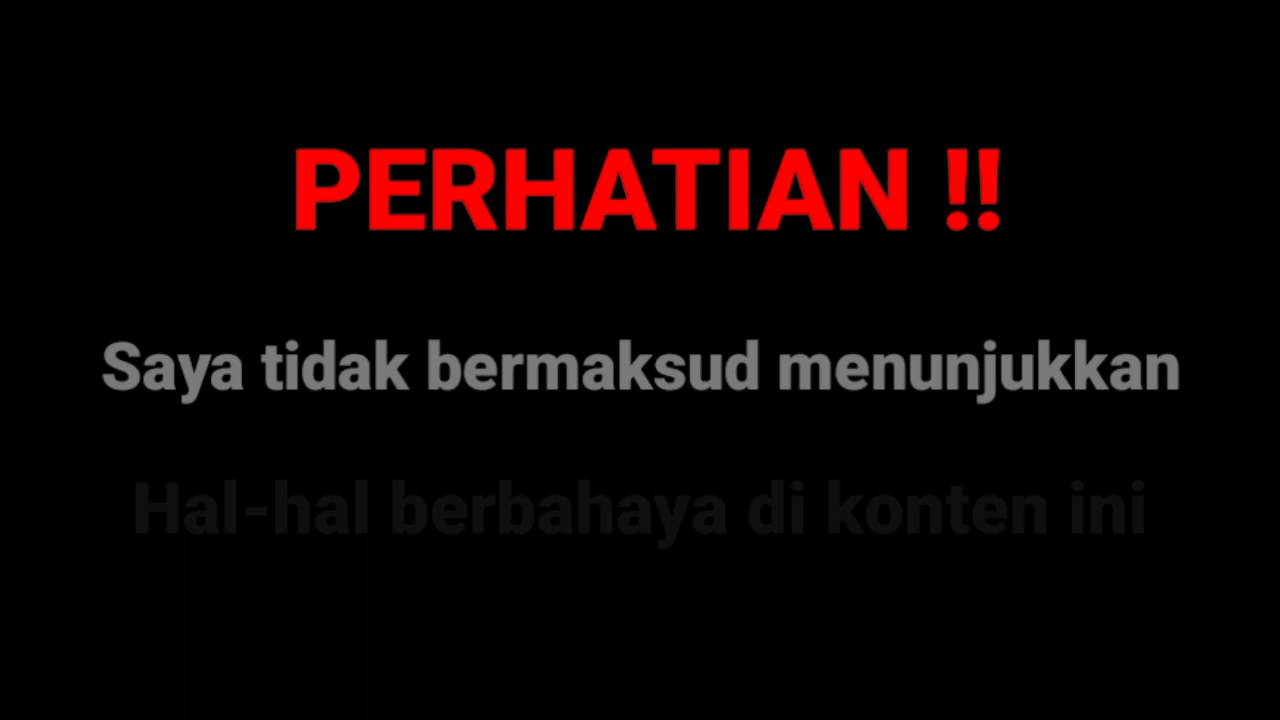 PERHATIAN !!
Saya tidak bermaksud menunjukkan
Hal-hal berbahaya di konten ini